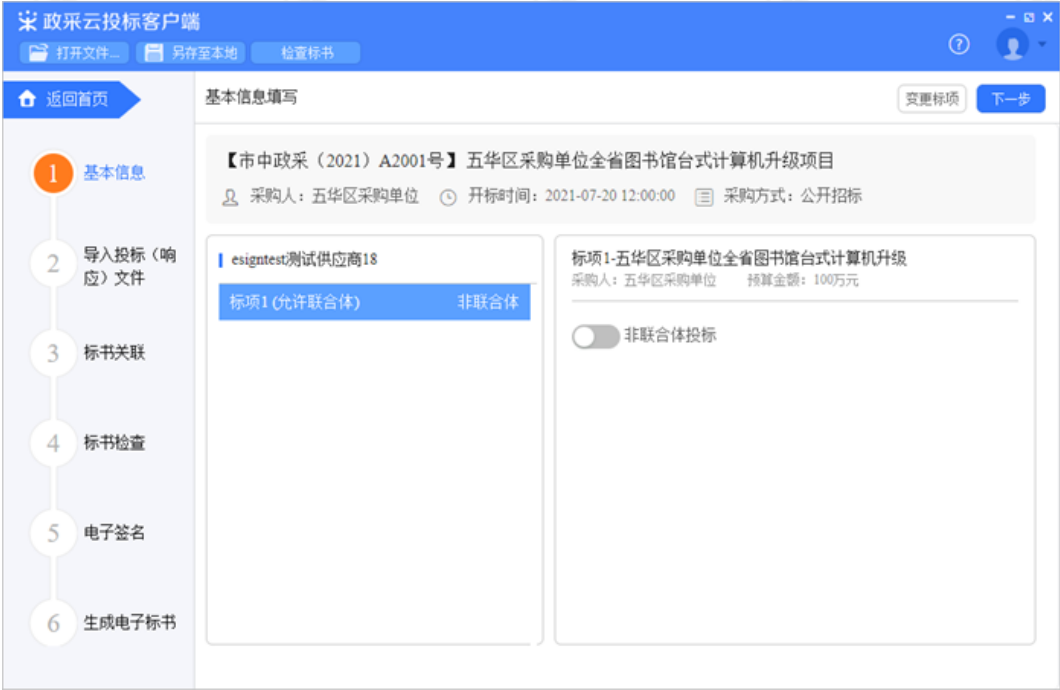 政采云投标客户端
打开文件... 另存至本地 检查标书
返回首页
基本信息填写 变更标项 下一步
1 基本信息
2 导入投标（响
应）文件
3 标书关联
4 标书检查
5 电子签名
6 生成电子标书
【市中政采（2021）A2001号】五华区采购单位全省图书馆台式计算机升级项目
采购人：五华区采购单位 开标时间：2021-07-20 12:00:00 采购方式：公开招标
esigntest测试供应商18
标项1 (允许联合体) 非联合体
标项1-五华区采购单位全省图书馆台式计算机升级
采购人：五华区采购单位 预算金额：100万元
非联合体投标